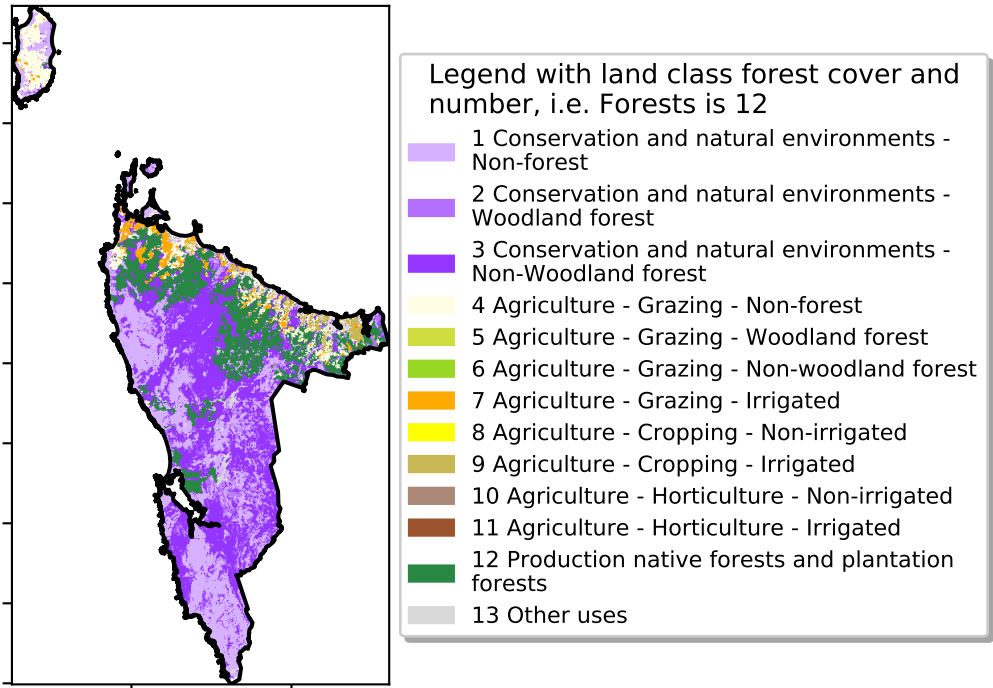 Legend with land class forest cover and
number, i.e. Forests is 12
1 Conservation and natural environments -
Non-forest
2 Conservation and natural environments -
Woodland forest
3 Conservation and natural environments -
Non-Woodland forest
4 Agriculture - Grazing - Non-forest
5 Agriculture - Grazing - Woodland forest
6 Agriculture - Grazing - Non-woodland forest
7 Agriculture - Grazing - Irrigated
8 Agriculture - Cropping - Non-irrigated
9 Agriculture - Cropping - Irrigated
10 Agriculture - Horticulture - Non-irrigated
11 Agriculture - Horticulture - Irrigated
12 Production native forests and plantation
forests
13 Other uses